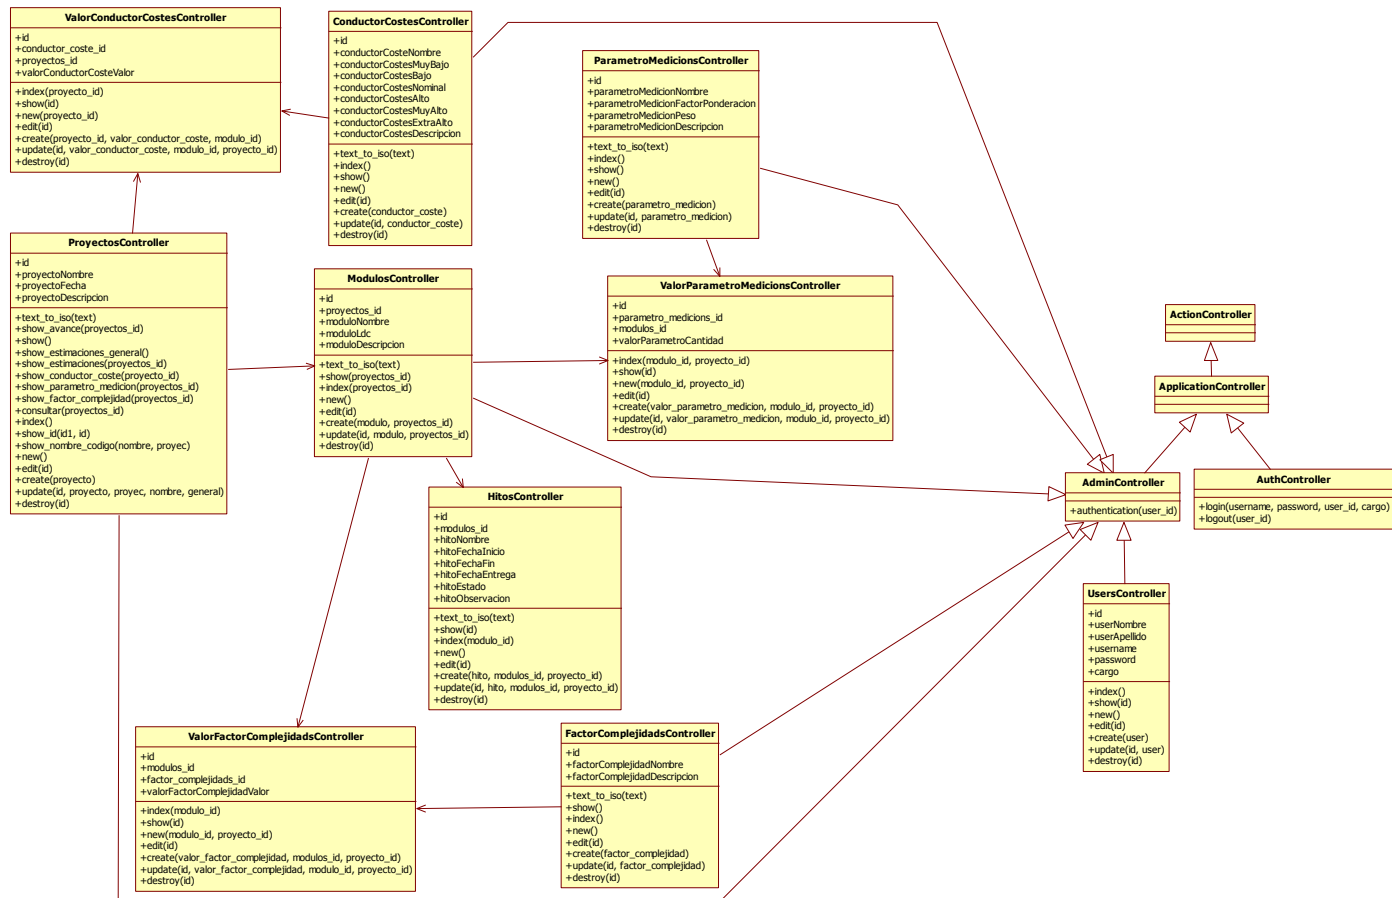 ValorConductorCostesController
+id
+conductor_coste_id
+proyectos_id
+valorConductorCosteValor
+index(proyecto_id)
+show(id)
+new(proyecto_id)
+edit(id)
+create(proyecto_id, valor_conductor_coste, modulo_id)
+update(id, valor_conductor_coste, modulo_id, proyecto_id)
+destroy(id)
ConductorCostesController
+id
+conductorCosteNombre
+conductorCostesMuyBajo
+conductorCostesBajo
+conductorCostesNominal
+conductorCostesAlto
+conductorCostesMuyAlto
+conductorCostesExtraAlto
+conductorCostesDescripcion
+text_to_iso(text)
+index()
+show()
+new()
+edit(id)
+create(conductor_coste)
+update(id, conductor_coste)
+destroy(id)
ParametroMedicionsController
+id
+parametroMedicionNombre
+parametroMedicionFactorPonderacion
+parametroMedicionPeso
+parametroMedicionDescripcion
+text_to_iso(text)
+index()
+show()
+new()
+edit(id)
+create(parametro_medicion)
+update(id, parametro_medicion)
+destroy(id)
ProyectosController
+id
+proyectoNombre
+proyectoFecha
+proyectoDescripcion
+text_to_iso(text)
+show_avance(proyectos_id)
+show()
+show_estimaciones_general()
+show_estimaciones(proyectos_id)
+show_conductor_coste(proyecto_id)
+show_parametro_medicion(proyectos_id)
+show_factor_complejidad(proyectos_id)
+consultar(proyectos_id)
+index()
+show_id(id1, id)
+show_nombre_codigo(nombre, proyec)
+new()
+edit(id)
+create(proyecto)
+update(id, proyecto, proyec, nombre, general)
+destroy(id)
ModulosController
+id
+proyectos_id
+moduloNombre
+moduloLdc
+moduloDescripcion
+text_to_iso(text)
+show(proyectos_id)
+index(proyectos_id)
+new()
+edit(id)
+create(modulo, proyectos_id)
+update(id, modulo, proyectos_id)
+destroy(id)
ValorParametroMedicionsController
+id
+parametro_medicions_id
+modulos_id
+valorParametroCantidad
+index(modulo_id, proyecto_id)
+show(id)
+new(modulo_id, proyecto_id)
+edit(id)
+create(valor_parametro_medicion, modulo_id, proyecto_id)
+update(id, valor_parametro_medicion, modulo_id, proyecto_id)
+destroy(id)
ActionController
ApplicationController
AdminController
+authentication(user_id)
AuthController
+login(username, password, user_id, cargo)
+logout(user_id)
HitosController
+id
+modulos_id
+hitoNombre
+hitoFechaInicio
+hitoFechaFin
+hitoFechaEntrega
+hitoEstado
+hitoObservacion
+text_to_iso(text)
+show(id)
+index(modulo_id)
+new()
+edit(id)
+create(hito, modulos_id, proyecto_id)
+update(id, hito, modulos_id, proyecto_id)
+destroy(id)
UsersController
+id
+userNombre
+userApellido
+username
+password
+cargo
+index()
+show(id)
+new()
+edit(id)
+create(user)
+update(id, user)
+destroy(id)
ValorFactorComplejidadsController
+id
+modulos_id
+factor_complejidads_id
+valorFactorComplejidadValor
+index(modulo_id)
+show(id)
+new(modulo_id, proyecto_id)
+edit(id)
+create(valor_factor_complejidad, modulos_id, proyecto_id)
+update(id, valor_factor_complejidad, modulo_id, proyecto_id)
+destroy(id)
FactorComplejidadsController
+id
+factorComplejidadNombre
+factorComplejidadDescripcion
+text_to_iso(text)
+show()
+index()
+new()
+edit(id)
+create(factor_complejidad)
+update(id, factor_complejidad)
+destroy(id)